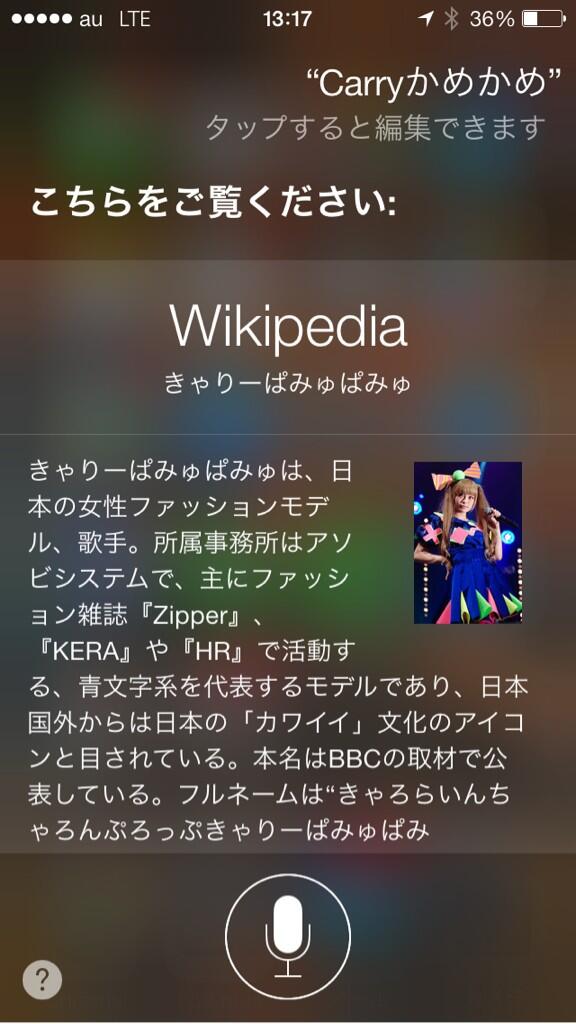 au LTE 13:17 36%
“Carryかめかめ”
タップすると編集できます
こちらをご覧ください:
Wikipedia
きゃりーぱみゅぱみゅ
きゃりーぱみゅぱみゅは、日
本の女性ファッションモデ
ル、歌手。所属事務所はアソ
ビシステムで、主にファッシ
ョン雑誌『Zipper』、
『KERA』や『HR』で活動す
る、青文字系を代表するモデルであり、日本
国外からは日本の「カワイイ」文化のアイコ
ンと目されている。本名はBBCの取材で公
表している。フルネームは“きゃろらいんち
ゃろんぷろっぷきゃりーぱみゅぱみ
?